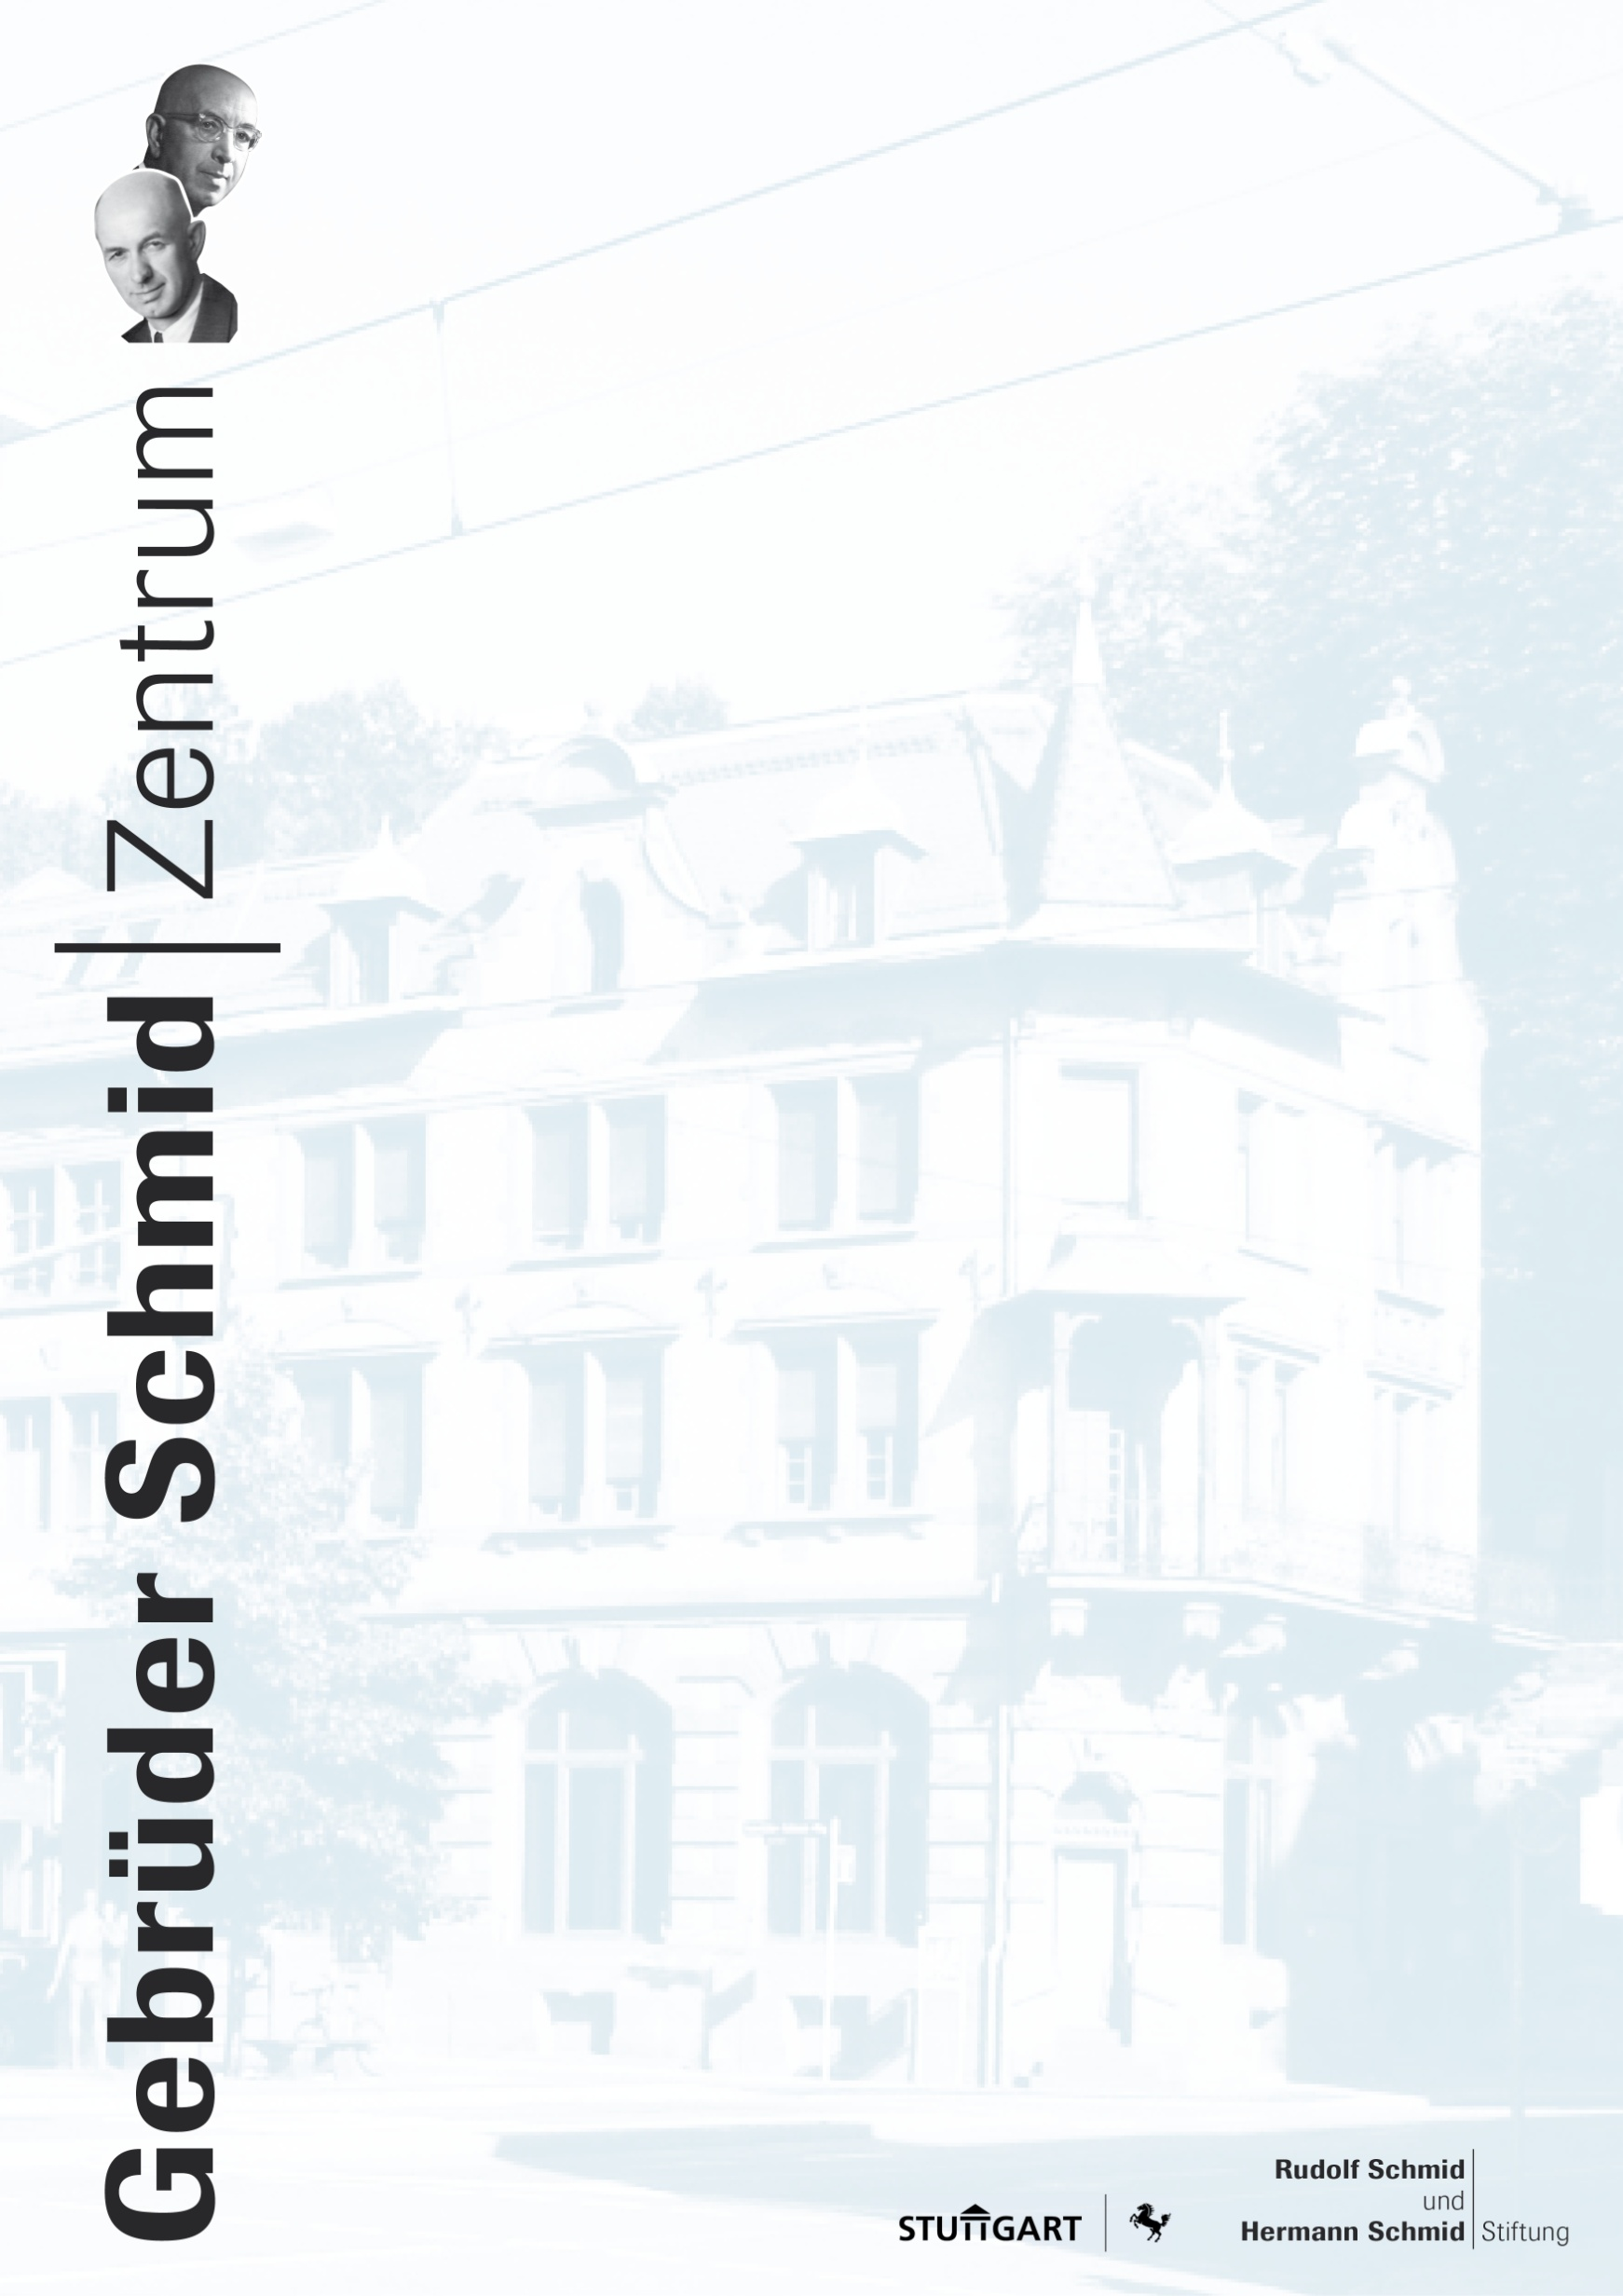 Gebrüder Schmid | Zentrum
STUTTGART
Rudolf Schmid
und
Hermann Schmid | Stiftung